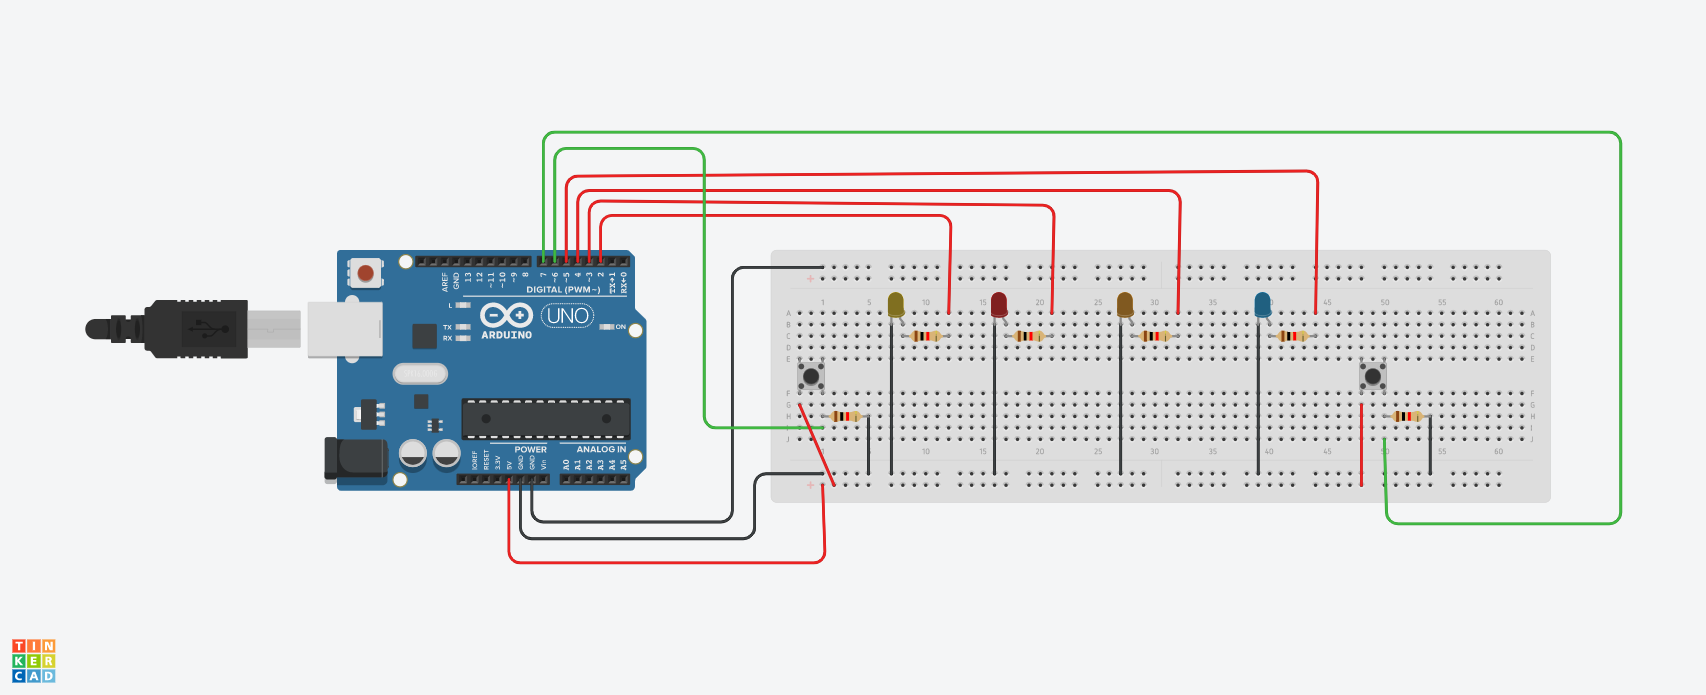 AREF
GND
13
12
~11
~10
~9
8
7
~6
~5
4
~3
2
TX→1
RX←0
DIGITAL (PWM~)
L
TX
RX
ARDUINO
UNO
ON
POWER
ANALOG IN
IOREF
RESET
3.3V
5V
GND
GND
Vin
A0
A1
A2
A3
A4
A5
1 5 10 15 20 25 30 35 40 45 50 55 60
A A
B B
C C
D D
E E
F F
G G
H H
I I
J J
1 10 15 20 25 30 35 40 45 50 55 60
TIN
KER
CAD